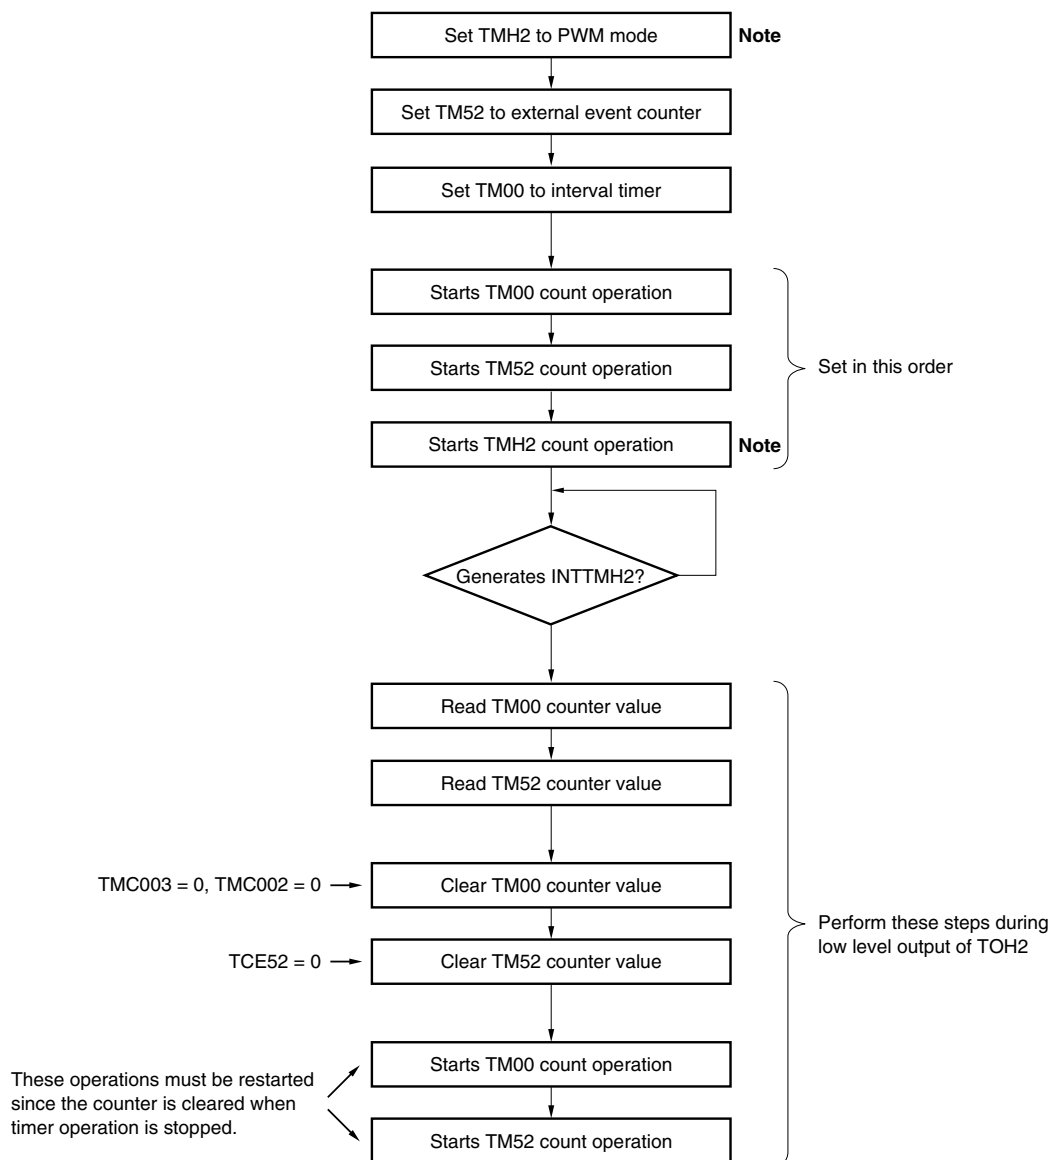 Set TMH2 to PWM mode
Note
Set TM52 to external event counter
Set TM00 to interval timer
Starts TM00 count operation
Starts TM52 count operation
Set in this order
Starts TMH2 count operation
Note
Generates INTTMH2?
Read TM00 counter value
Read TM52 counter value
TMC003 = 0, TMC002 = 0
Clear TM00 counter value
Perform these steps during
low level output of TOH2
TCE52 = 0
Clear TM52 counter value
Starts TM00 count operation
These operations must be restarted
since the counter is cleared when
timer operation is stopped.
Starts TM52 count operation